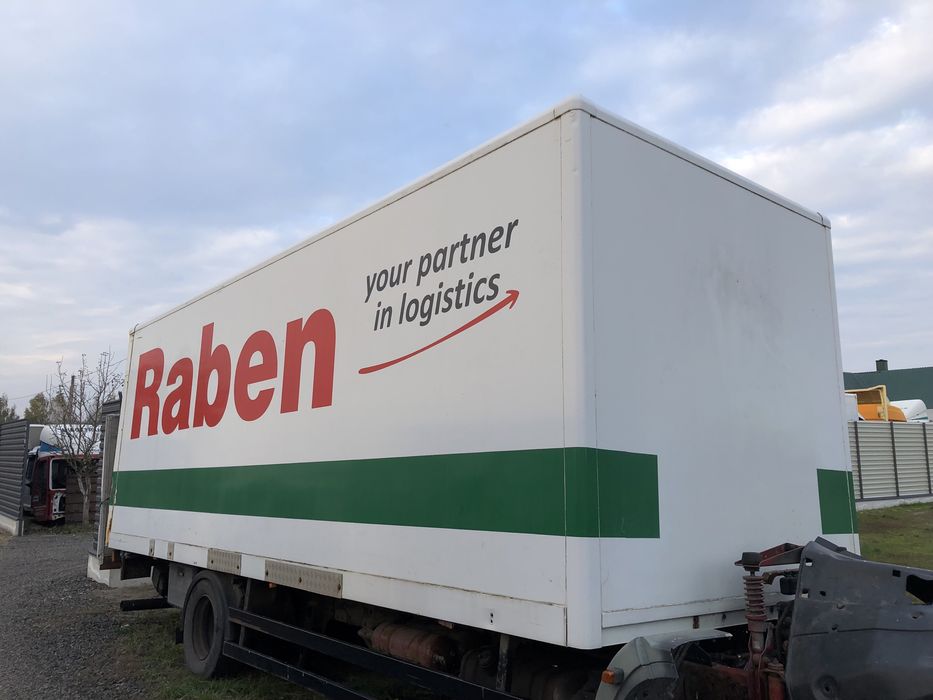 Raben
your partner
in logistics